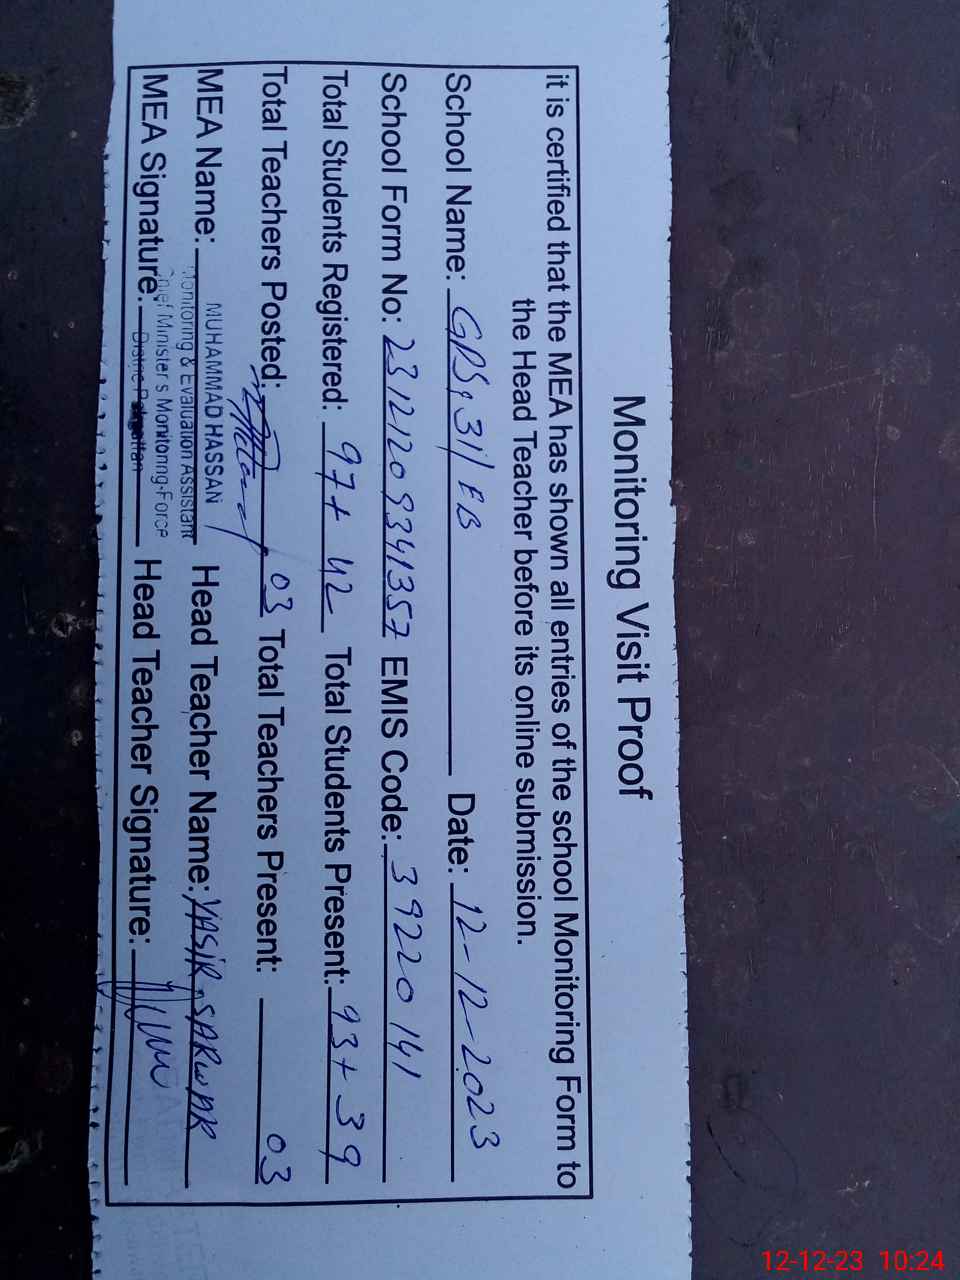 Monitoring Visit Proof
it is certified that the MEA has shown all entries of the school Monitoring Form to
the Head Teacher before its online submission.
School Name: GPS, 31/EB Date: 12-12-2023
School Form No: 23121209341357 EMIS Code: 39220141
Total Students Registered: 97+42 Total Students Present: 93+39
Total Teachers Posted: 03 Total Teachers Present: 03
MEA Name: MUHAMMAD HASSAN Head Teacher Name: YASIR SARWAR
Monitoring & Evaluation Assistant
Chief Minister's Monitoring Force
MEA Signature: Head Teacher Signature:
12-12-23 10:24